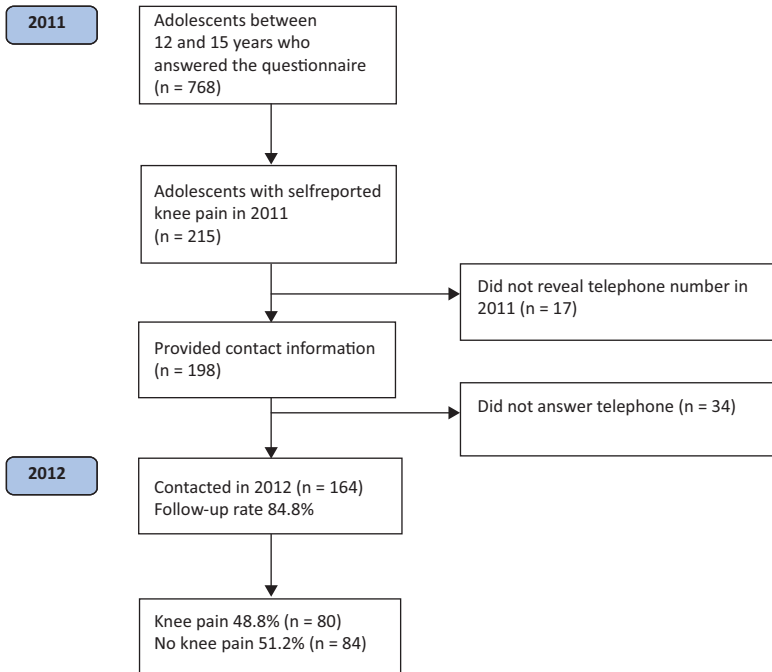 2011
Adolescents between
12 and 15 years who
answered the questionnaire
(n = 768)
Adolescents with selfreported
knee pain in 2011
(n = 215)
Did not reveal telephone number in
2011 (n = 17)
Provided contact information
(n = 198)
Did not answer telephone (n = 34)
2012
Contacted in 2012 (n = 164)
Follow-up rate 84.8%
Knee pain 48.8% (n = 80)
No knee pain 51.2% (n = 84)